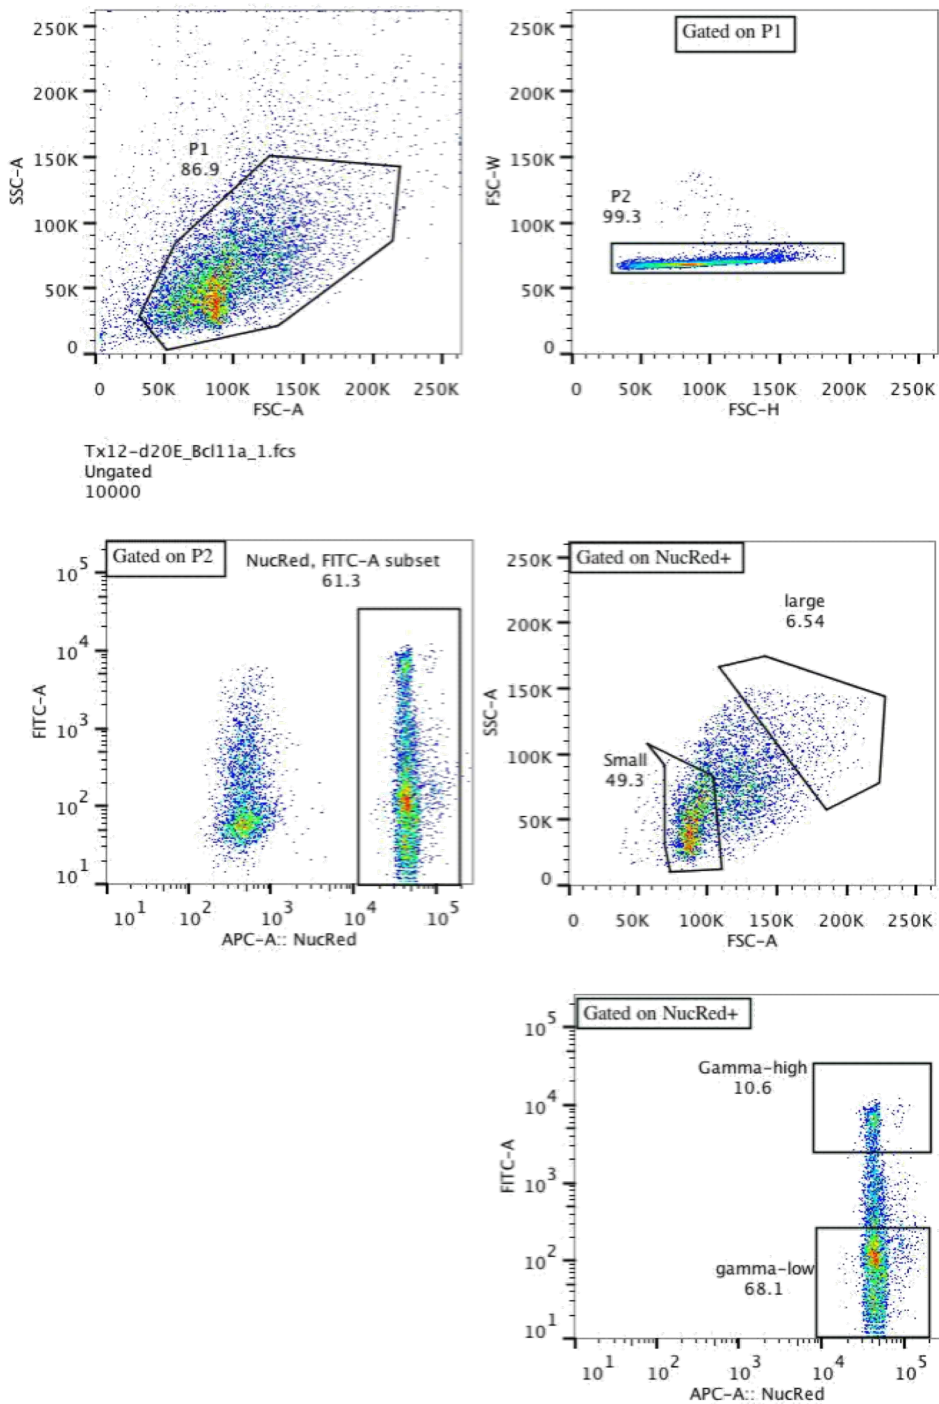 250K
200K
150K
100K
50K
0
SSC-A
P1
86.9
0 50K 100K 150K 200K 250K
FSC-A
Gated on P1
250K
200K
150K
100K
50K
0
FSC-W
P2
99.3
0 50K 100K 150K 200K 250K
FSC-H
Tx12-d20E_Bcl11a_1.fcs
Ungated
10000
Gated on P2
NucRed, FITC-A subset
61.3
10^5
10^4
10^3
10^2
10^1
FITC-A
10^1 10^2 10^3 10^4 10^5
APC-A:: NucRed
Gated on NucRed+
250K
200K
150K
100K
50K
0
SSC-A
large
6.54
Small
49.3
0 50K 100K 150K 200K 250K
FSC-A
Gated on NucRed+
10^5
10^4
10^3
10^2
10^1
FITC-A
Gamma-high
10.6
gamma-low
68.1
10^1 10^2 10^3 10^4 10^5
APC-A:: NucRed